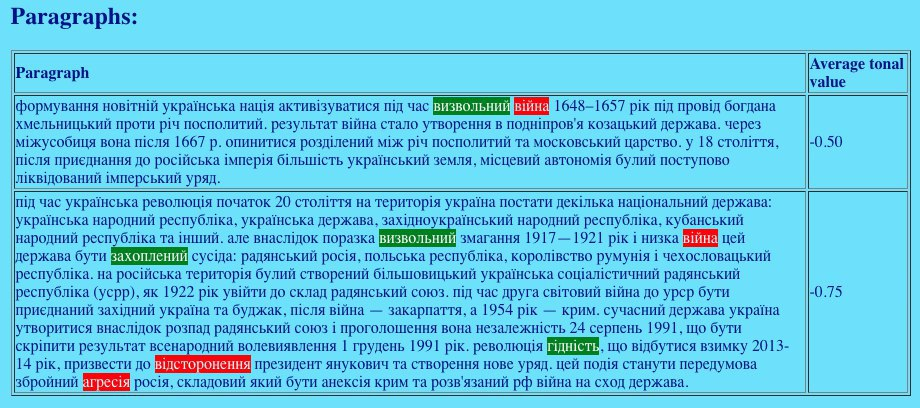 Paragraphs:
Paragraph
Average tonal
value
формування новітній українська нація активізуватися під час визвольний війна 1648–1657 рік під провід богдана
хмельницький проти річ посполитий. результат війна стало утворення в подніпров'я козацький держава. через
міжусобиця вона після 1667 р. опинитися розділений між річ посполитий та московський царство. у 18 століття,
після приєднання до російська імперія більшість український земля, місцевий автономія булий поступово
ліквідований імперський уряд.
-0.50
під час українська революція початок 20 століття на територія україна постати декілька національний держава:
українська народний республіка, українська держава, західноукраїнський народний республіка, кубанський
народний республіка та інший. але внаслідок поразка визвольний змагання 1917—1921 рік і низка війна цей
держава бути захоплений сусіда: радянський росія, польська республіка, королівство румунія і чехословацький
республіка. на російська територія булий створений більшовицький українська соціалістичний радянський
республіка (усрр), як 1922 рік увійти до склад радянський союз. під час друга світовий війна до урср бути
приєднаний західний україна та буджак, після війна — закарпаття, а 1954 рік — крим. сучасний держава україна
утворитися внаслідок розпад радянський союз і проголошення вона незалежність 24 серпень 1991, що бути
скріпити результат всенародний волевиявлення 1 грудень 1991 рік. революція гідність, що відбутися взимку 2013-
14 рік, призвести до відсторонення президент янукович та створення нове уряд. цей подія станути передумова
збройний агресія росія, складовий який бути анексія крим та розв'язаний рф війна на сход держава.
-0.75